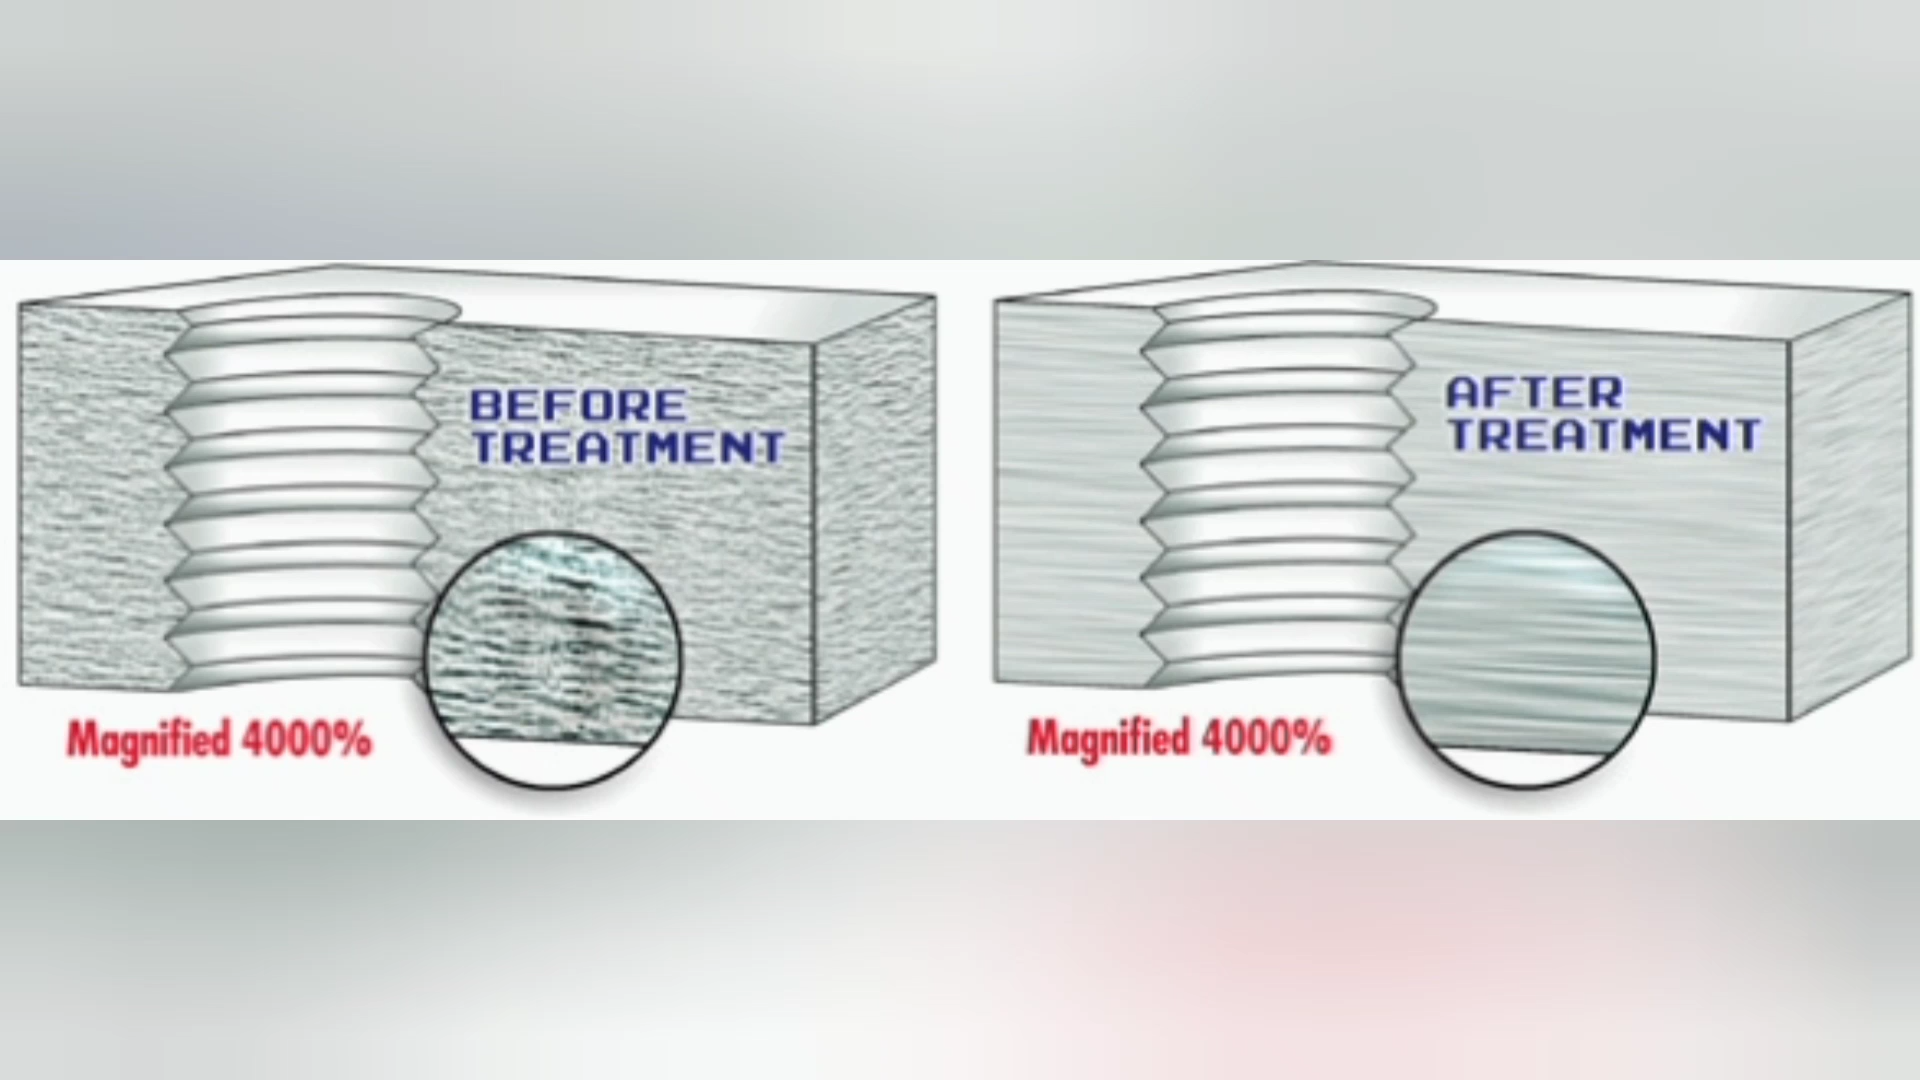 BEFORE
TREATMENT
Magnified 4000%
AFTER
TREATMENT
Magnified 4000%